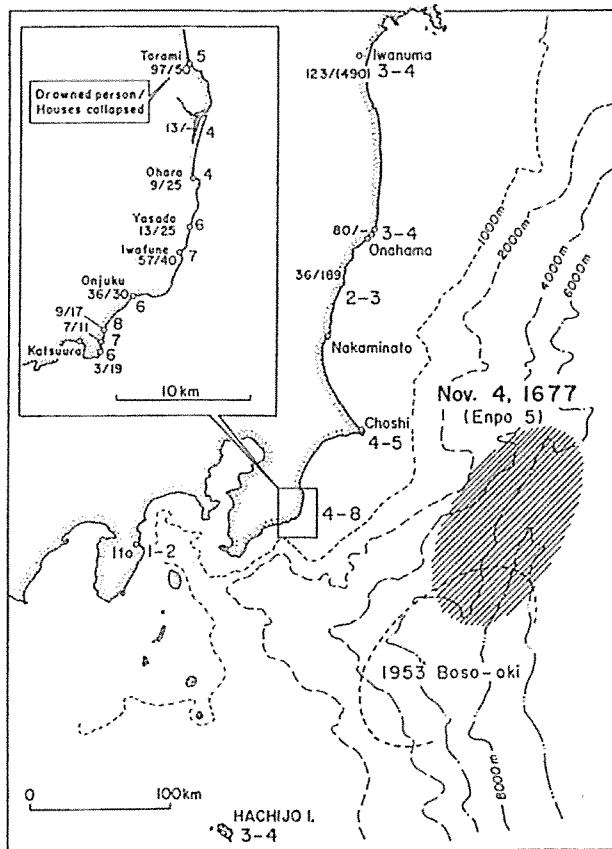 Torami
97/50
5
Drowned person/
Houses collapsed
13/-
4
Ohara
9/25
4
Yasada
13/25
6
Iwafune
57/40
7
Onjuku
36/30
6
9/17
8
7/11
7
Katsuura
6
3/19
10km
Iwanuma
123/(490)
3-4
80/-
3-4
Onahama
36/189
2-3
Nakaminato
Choshi
4-5
1000m
2000m
4000m
6000m
Nov. 4, 1677
(Enpo 5)
4-8
Ito
1-2
1953 Boso-oki
8000m
0
100km
HACHIJO I.
3-4